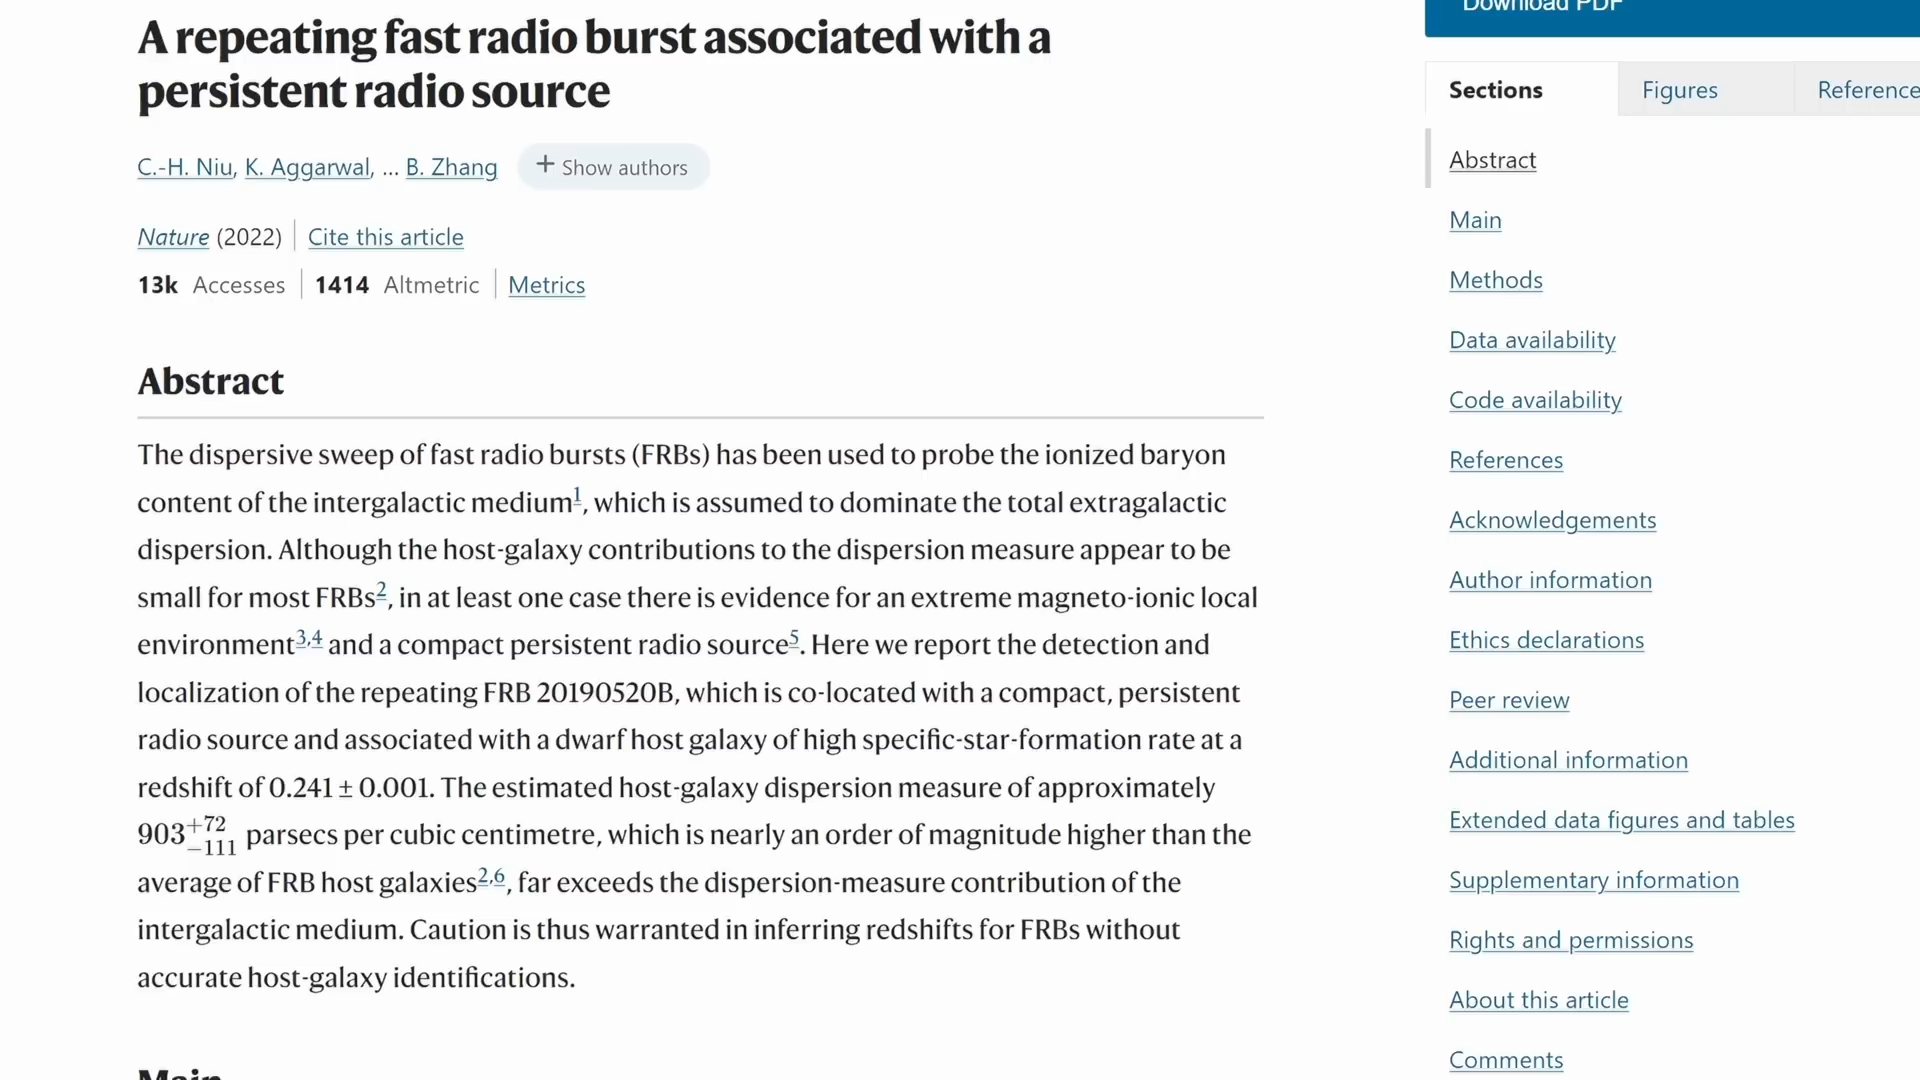 Download PDF
A repeating fast radio burst associated with a
persistent radio source
C.-H. Niu, K. Aggarwal, ... B. Zhang + Show authors
Nature (2022) | Cite this article
13k Accesses | 1414 Altmetric | Metrics
Abstract
The dispersive sweep of fast radio bursts (FRBs) has been used to probe the ionized baryon
content of the intergalactic medium1, which is assumed to dominate the total extragalactic
dispersion. Although the host-galaxy contributions to the dispersion measure appear to be
small for most FRBs2, in at least one case there is evidence for an extreme magneto-ionic local
environment3,4 and a compact persistent radio source5. Here we report the detection and
localization of the repeating FRB 20190520B, which is co-located with a compact, persistent
radio source and associated with a dwarf host galaxy of high specific-star-formation rate at a
redshift of 0.241 ± 0.001. The estimated host-galaxy dispersion measure of approximately
903+72−111 parsecs per cubic centimetre, which is nearly an order of magnitude higher than the
average of FRB host galaxies2,6, far exceeds the dispersion-measure contribution of the
intergalactic medium. Caution is thus warranted in inferring redshifts for FRBs without
accurate host-galaxy identifications.
Main
Sections Figures Reference
Abstract
Main
Methods
Data availability
Code availability
References
Acknowledgements
Author information
Ethics declarations
Peer review
Additional information
Extended data figures and tables
Supplementary information
Rights and permissions
About this article
Comments